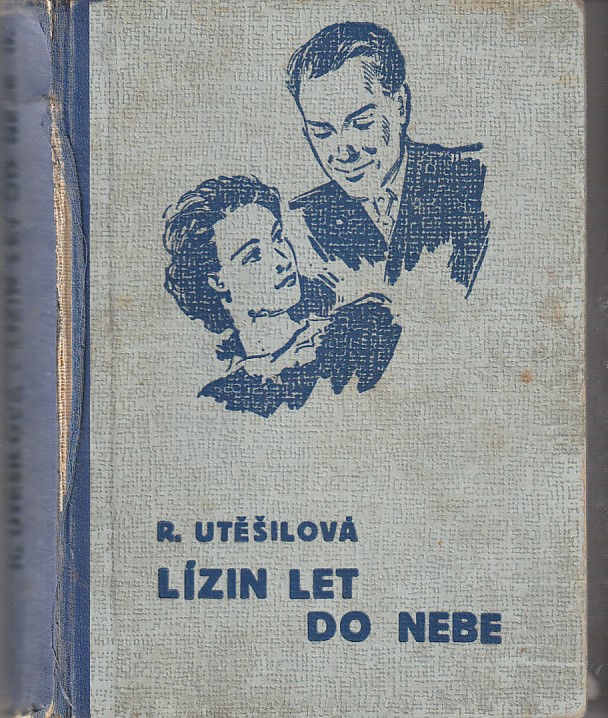 R. UTĚŠILOVÁ
LÍZIN LET
DO NEBE